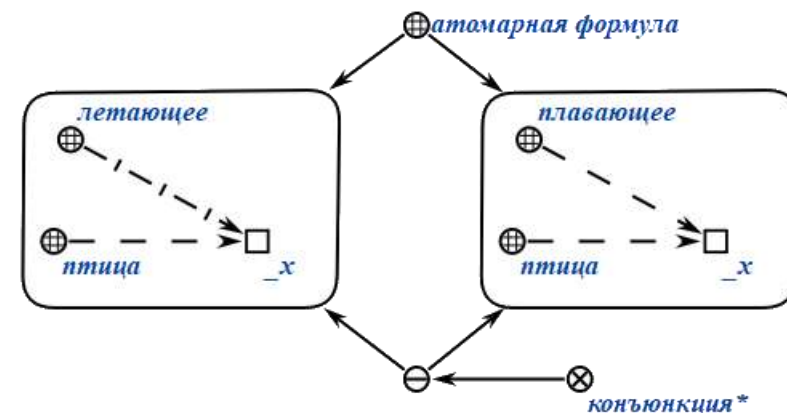 атомарная формула
летающее
плавающее
птица
_x
птица
_x
конъюнкция*